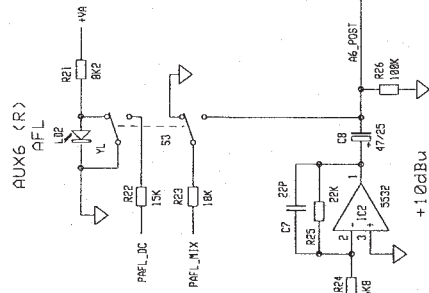 AUX6 (R)
AFL
+VA
R21
8K2
LD2
YL
S3
R22
15K
PAFL_DC
R23
18K
PAFL_MIX
A6_POST
R26
100K
C8
47/25
C7
22P
R25
22K
1
IC2
5532
2
3
-
+
R24
+10dBu